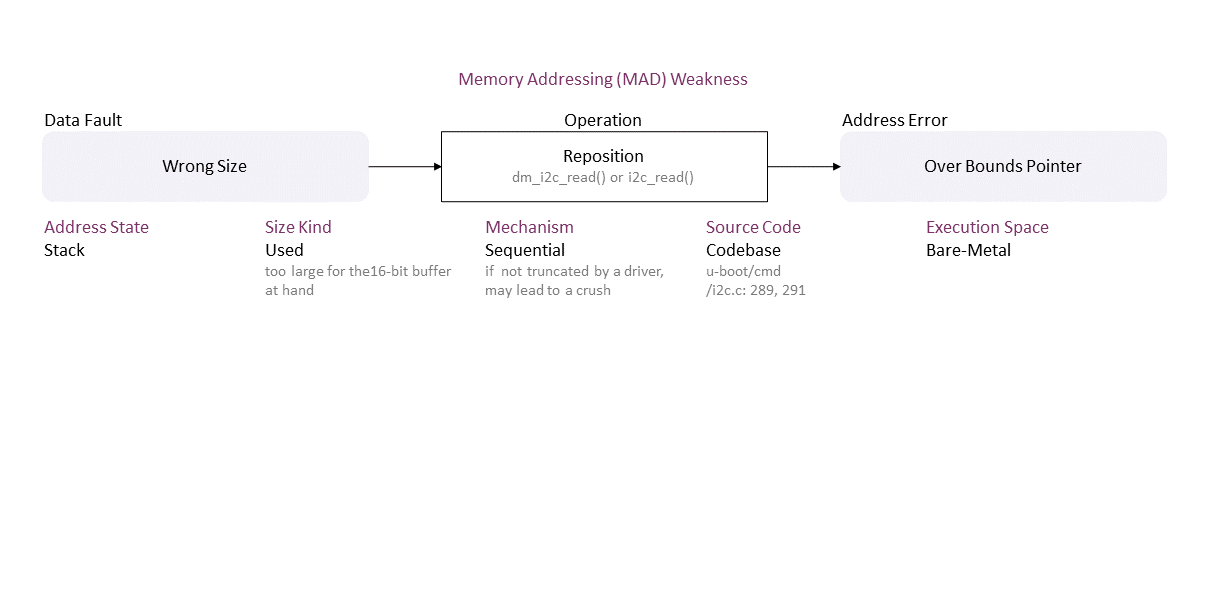 Memory Addressing (MAD) Weakness
Data Fault
Operation
Address Error
Wrong Size
Reposition
dm_i2c_read() or i2c_read()
Over Bounds Pointer
Address State
Stack
Size Kind
Used
too large for the16-bit buffer
at hand
Mechanism
Sequential
if not truncated by a driver,
may lead to a crush
Source Code
Codebase
u-boot/cmd
/i2c.c: 289, 291
Execution Space
Bare-Metal